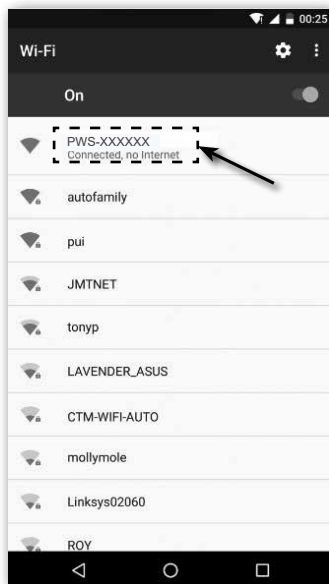 00:25
Wi-Fi
On
PWS-XXXXXX
Connected, no Internet
autofamily
pui
JMTNET
tonyp
LAVENDER_ASUS
CTM-WIFI-AUTO
mollymole
Linksys02060
ROY